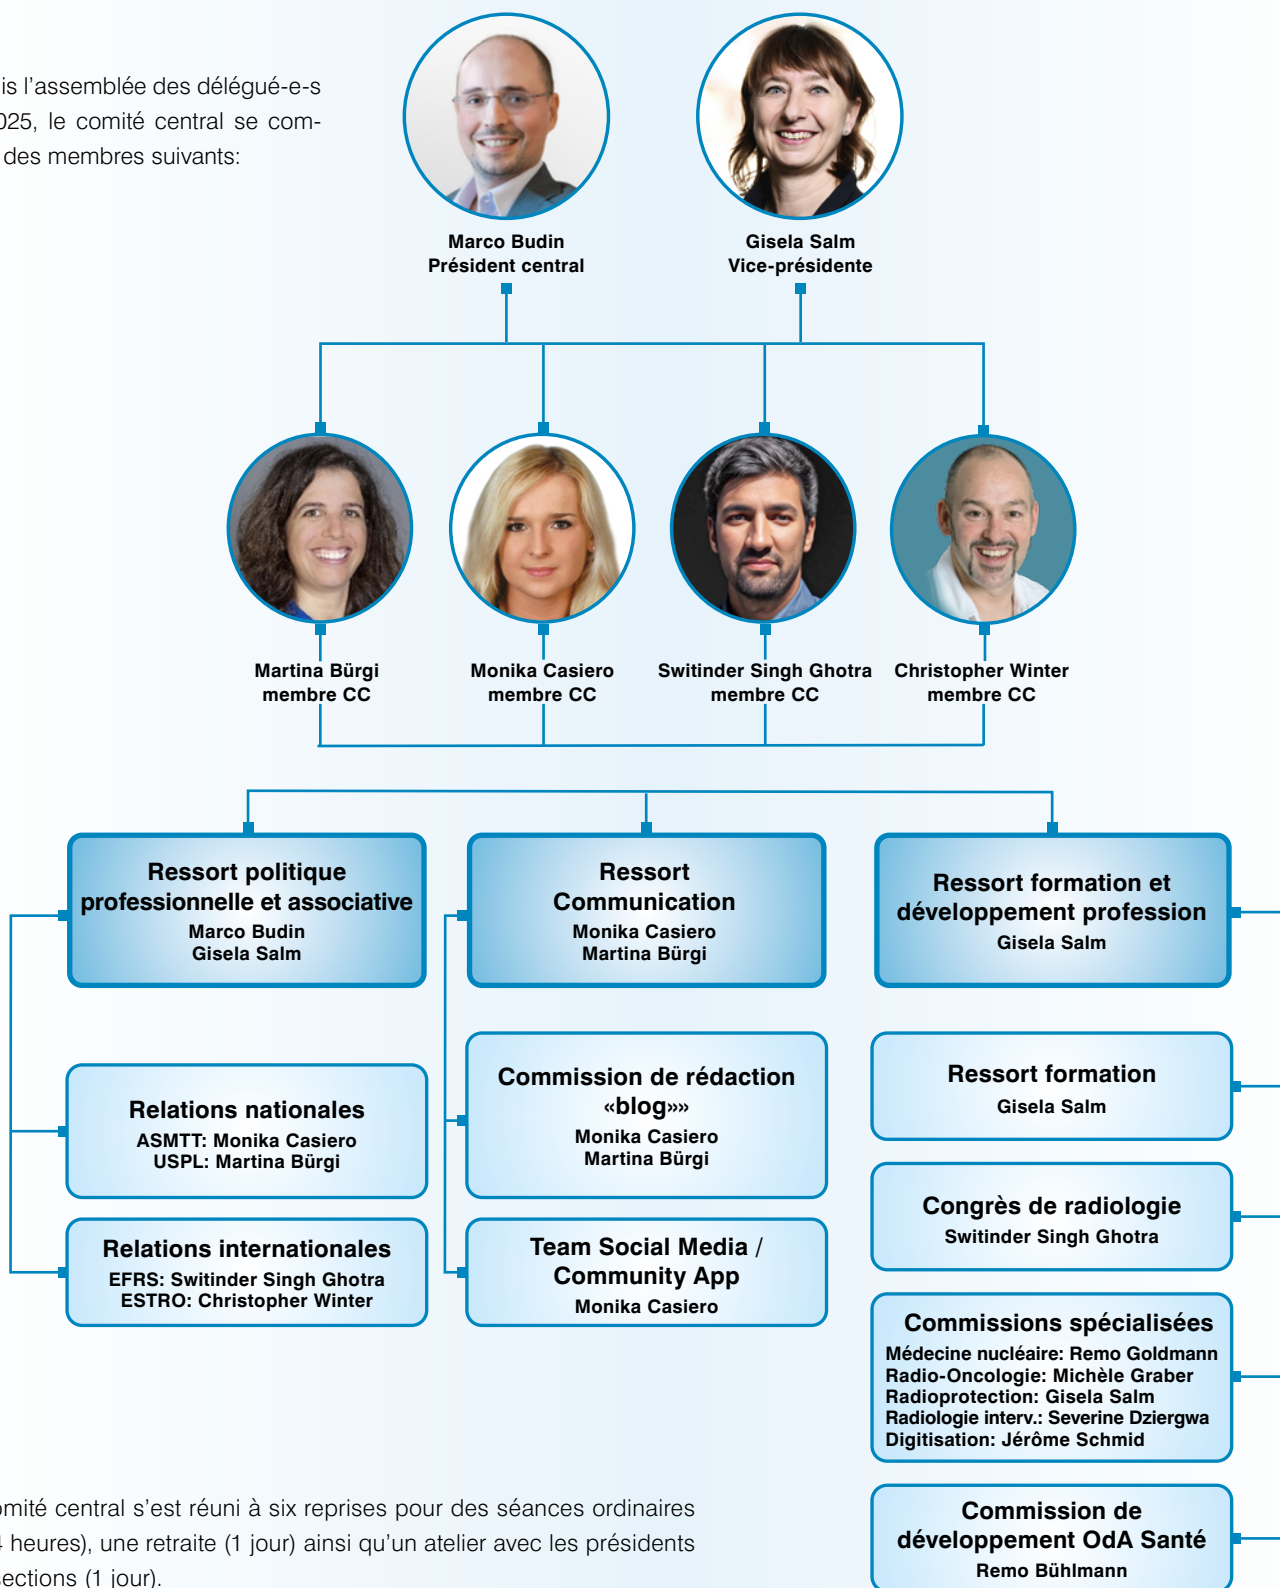 is l'assemblée des délégué-e-s
025, le comité central se com-
des membres suivants:
Marco Budin
Président central
Gisela Salm
Vice-présidente
Martina Bürgi
membre CC
Monika Casiero
membre CC
Switinder Singh Ghotra
membre CC
Christopher Winter
membre CC
Ressort politique
professionnelle et associative
Marco Budin
Gisela Salm
Relations nationales
ASMTT: Monika Casiero
USPL: Martina Bürgi
Relations internationales
EFRS: Switinder Singh Ghotra
ESTRO: Christopher Winter
Ressort
Communication
Monika Casiero
Martina Bürgi
Commission de rédaction
«blog»»
Monika Casiero
Martina Bürgi
Team Social Media /
Community App
Monika Casiero
Ressort formation et
développement profession
Gisela Salm
Ressort formation
Gisela Salm
Congrès de radiologie
Switinder Singh Ghotra
Commissions spécialisées
Médecine nucléaire: Remo Goldmann
Radio-Oncologie: Michèle Graber
Radioprotection: Gisela Salm
Radiologie interv.: Severine Dziergwa
Digitisation: Jérôme Schmid
Commission de
développement OdA Santé
Remo Bühlmann
omité central s'est réuni à six reprises pour des séances ordinaires
4 heures), une retraite (1 jour) ainsi qu'un atelier avec les présidents
sections (1 jour).